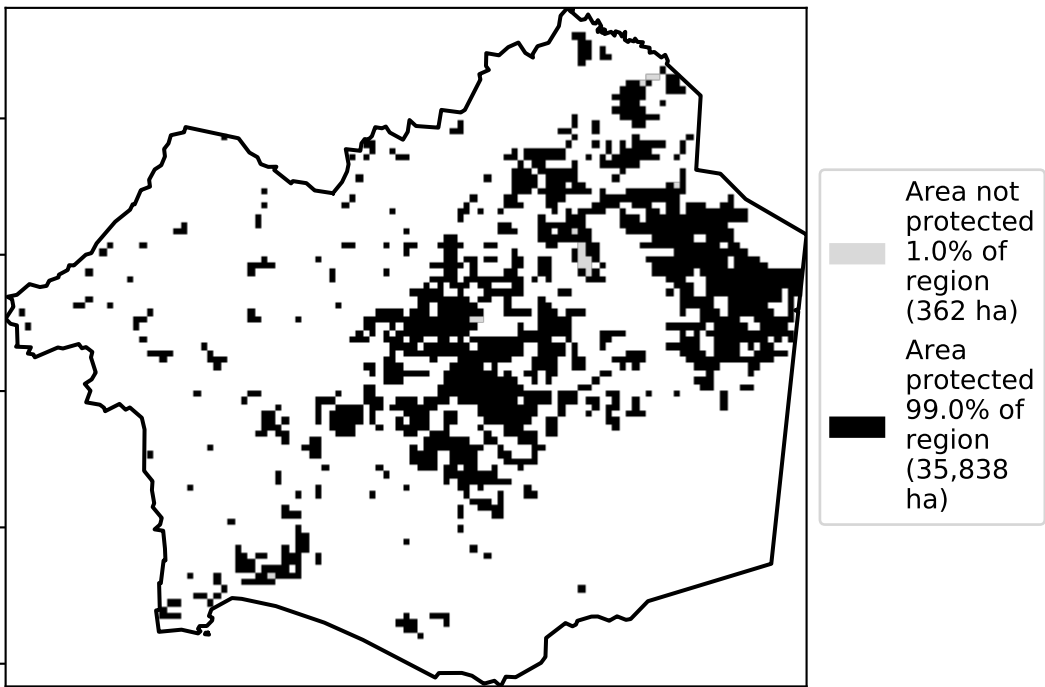 Area not
protected
1.0% of
region
(362 ha)
Area
protected
99.0% of
region
(35,838
ha)